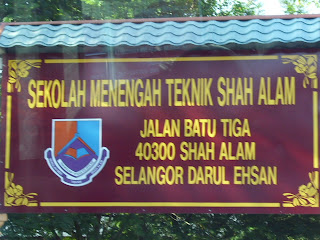 SEKOLAH MENENGAH TEKNIK SHAH ALAM
JALAN BATU TIGA
40300 SHAH ALAM
SELANGOR DARUL EHSAN